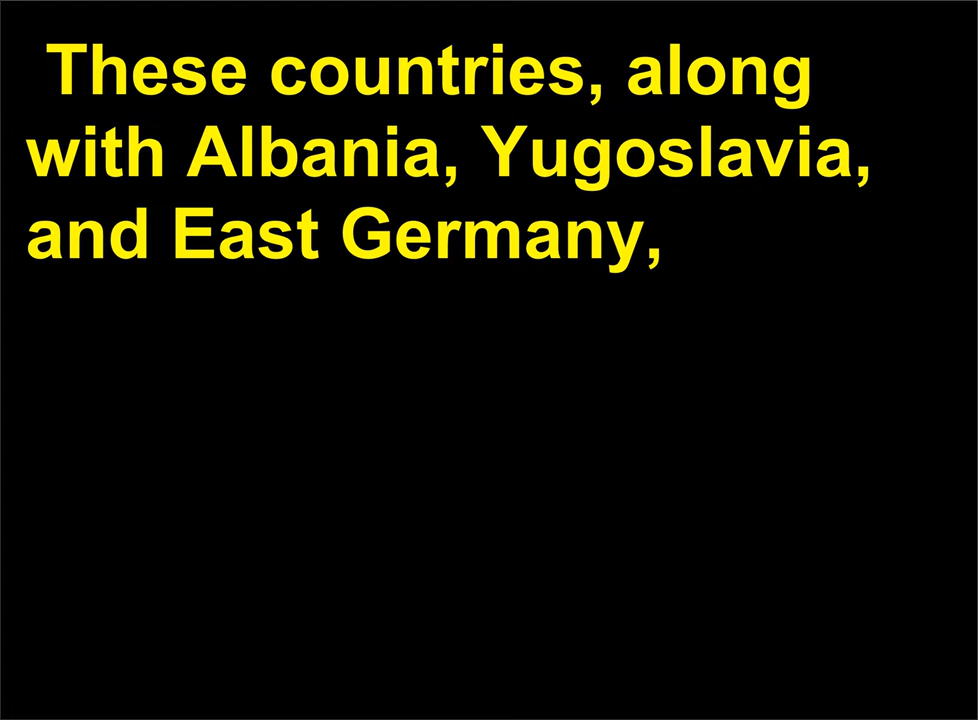 These countries, along
with Albania, Yugoslavia,
and East Germany,